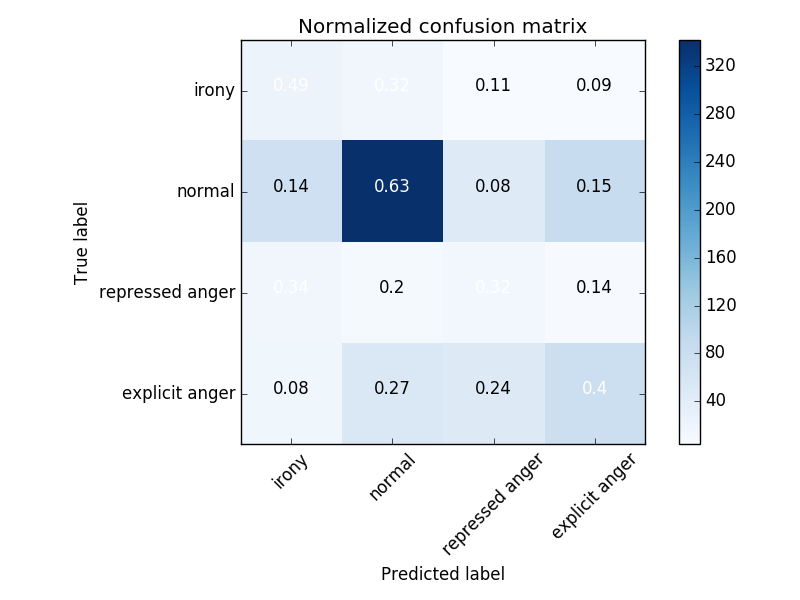 Normalized confusion matrix
irony 0.49 0.32 0.11 0.09
normal 0.14 0.63 0.08 0.15
repressed anger 0.34 0.2 0.32 0.14
explicit anger 0.08 0.27 0.24 0.4
True label
irony normal repressed anger explicit anger
Predicted label
320
280
240
200
160
120
80
40